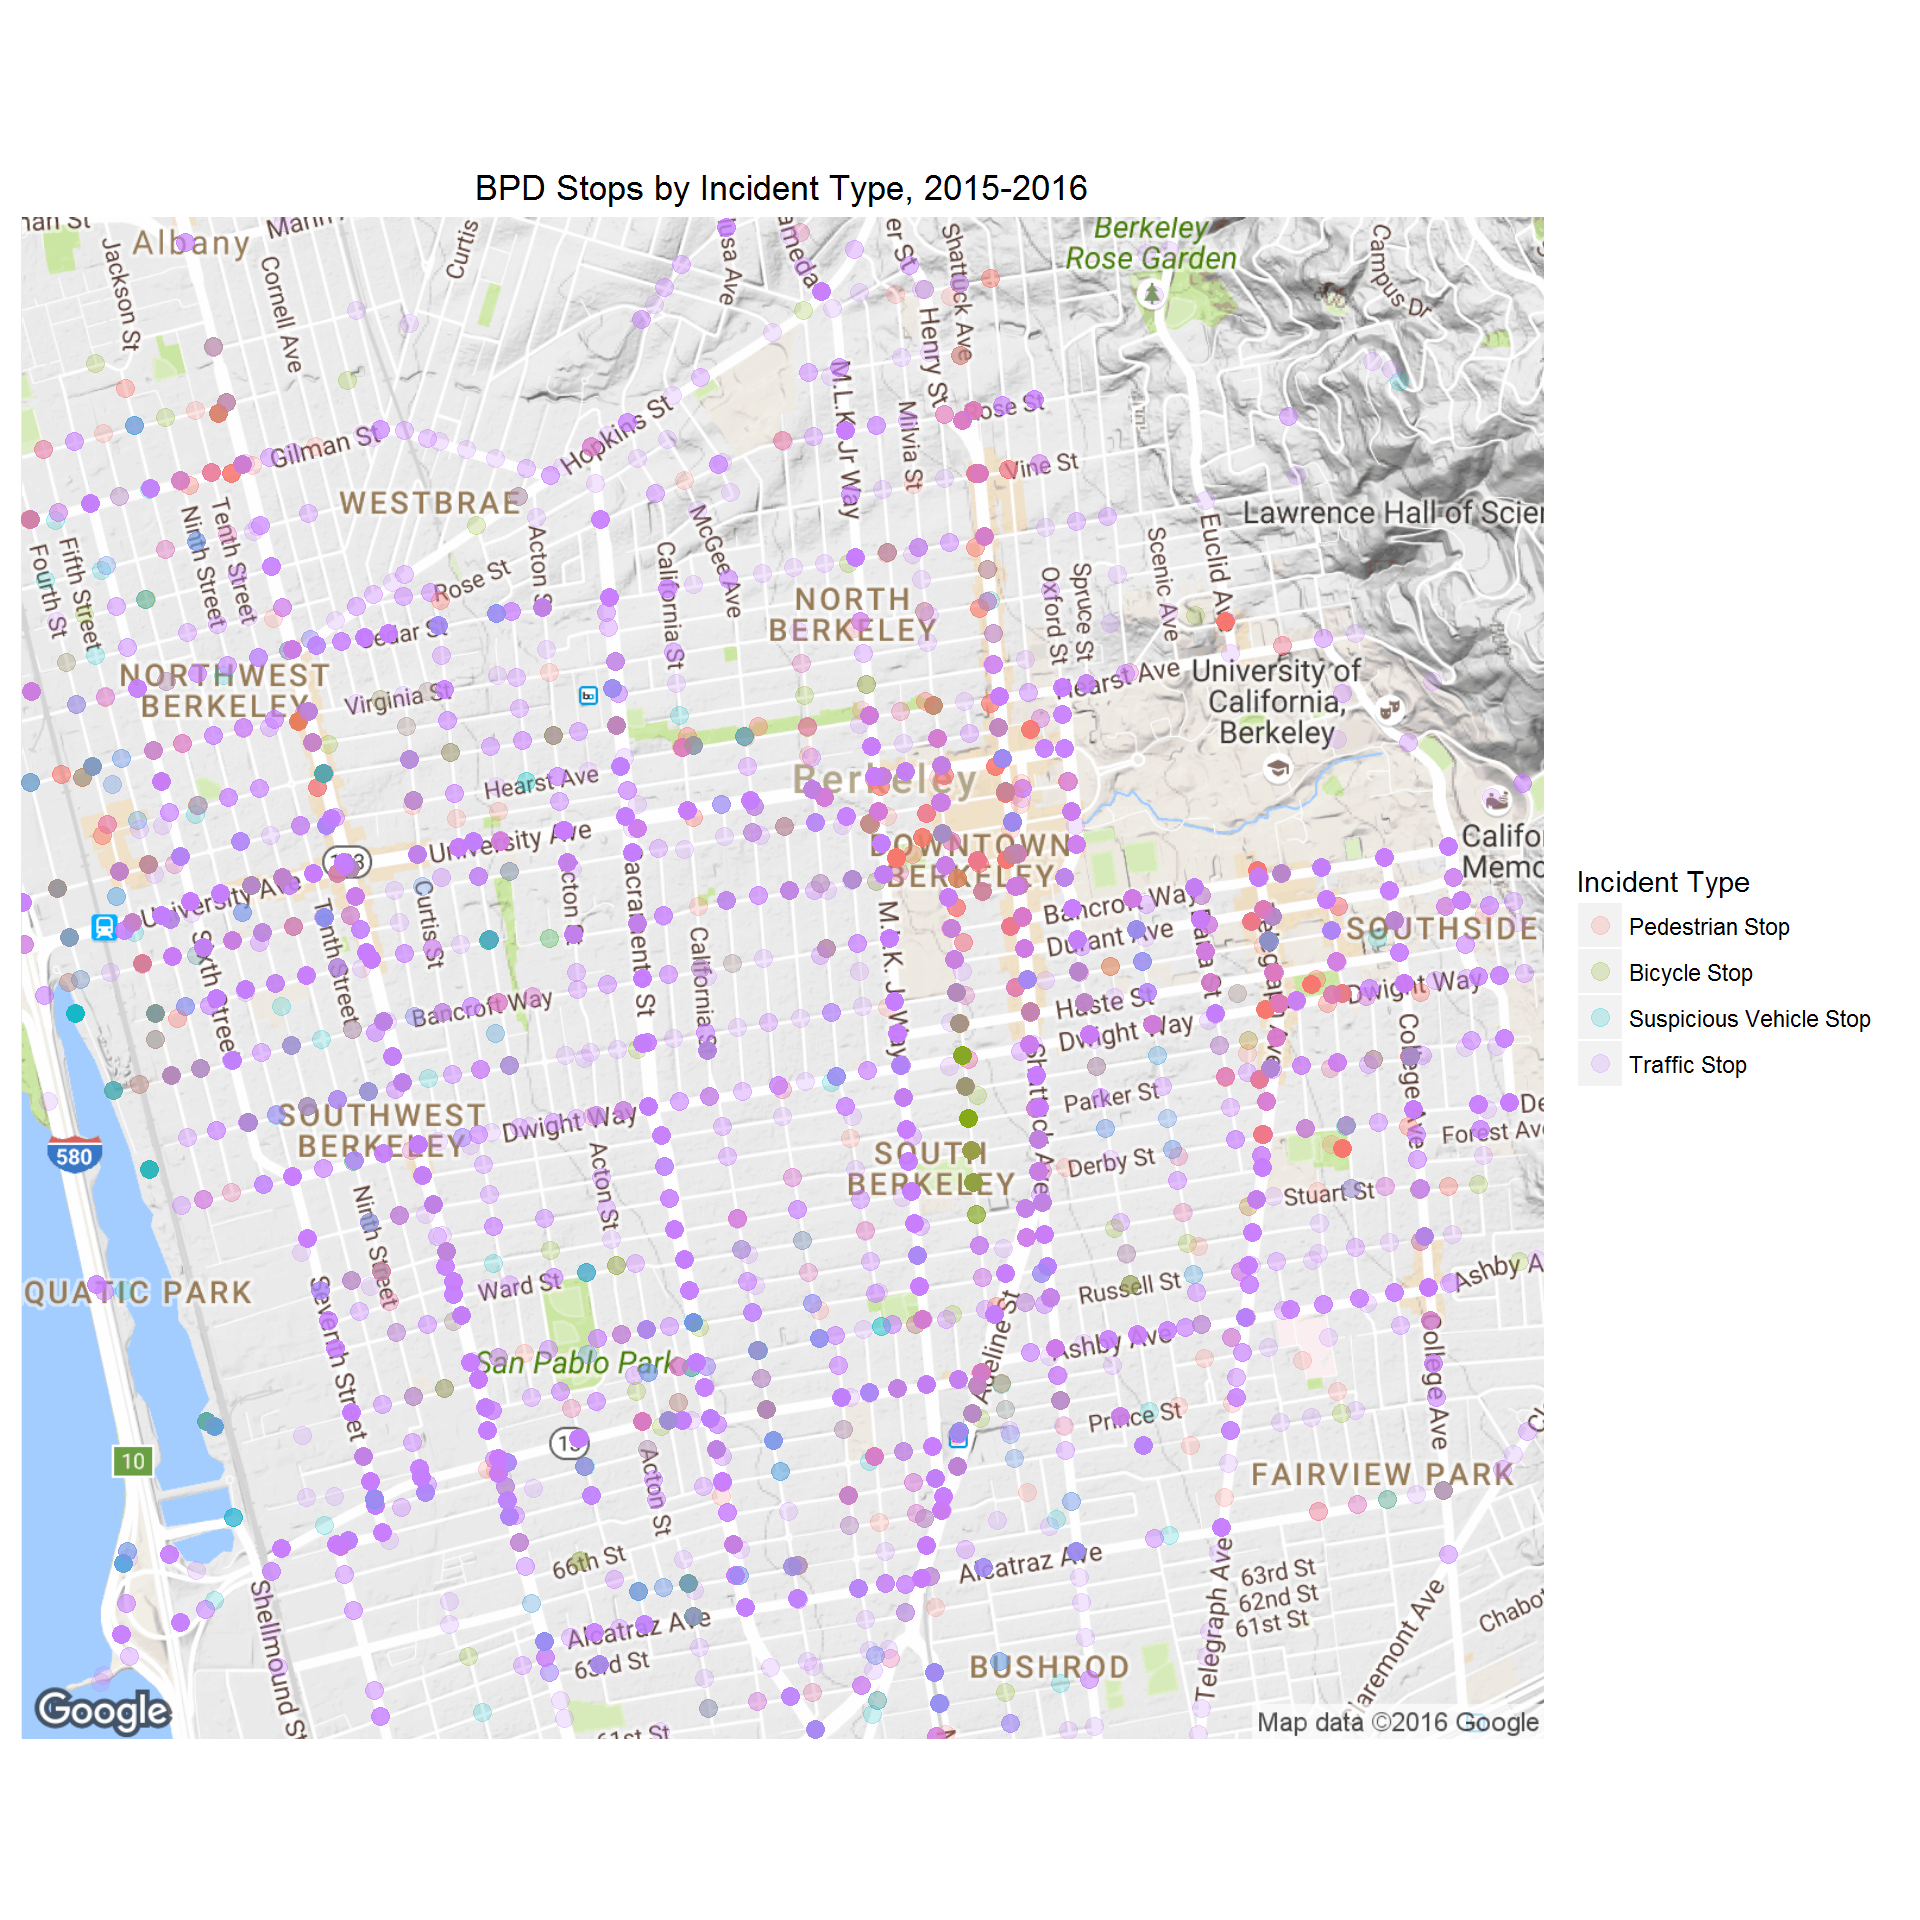 BPD Stops by Incident Type, 2015-2016
Albany
Jackson St
Cornell Ave
Curtis
Shattuck Ave
Henry St
Berkeley
Rose Garden
Campus Dr
Gilman St
Hopkins St
M.L.K. Jr Way
Milvia St
Rose St
Vine St
WESTBRAE
Lawrence Hall of Scien
Fourth St
Fifth Street
Ninth Street
Tenth Street
Rose St
Acton S
California St
McGee Ave
NORTH
BERKELEY
Oxford St
Spruce St
Scenic Ave
Euclid Av
Cedar St
NORTHWEST
BERKELEY
Virginia St
Hearst Ave
University of
California,
Berkeley
Hearst Ave
Berkeley
University Ave
DOWNTOWN
BERKELEY
Califo
Memo
University Ave
Sixth Stree
Tenth Street
Curtis St
Acton St
Sacrament St
California S
M.L.K. Jr Way
Bancroft Way
Durant Ave
Dana St
SOUTHSIDE
Bancroft Way
Haste St
Dwight Way
Dwight Way
Telegraph Ave
College Ave
Shattuck Ave
Parker St
SOUTHWEST
BERKELEY
Dwight Way
Acton St
SOUTH
BERKELEY
Derby St
Forest Av
Stuart St
580
Ninth Street
QUATIC PARK
Ward St
Seventh Street
San Pablo Park
Russell St
Ashby A
Adeline St
Ashby Ave
College Ave
Prince St
10
Acton St
FAIRVIEW PARK
66th St
Alcatraz Ave
63rd St
62nd St
61st St
Telegraph Ave
Claremont Ave
Chabo
Shellmound St
Alcatraz Ave
63rd St
BUSHROD
61st St
Google
Map data ©2016 Google
Incident Type
Pedestrian Stop
Bicycle Stop
Suspicious Vehicle Stop
Traffic Stop